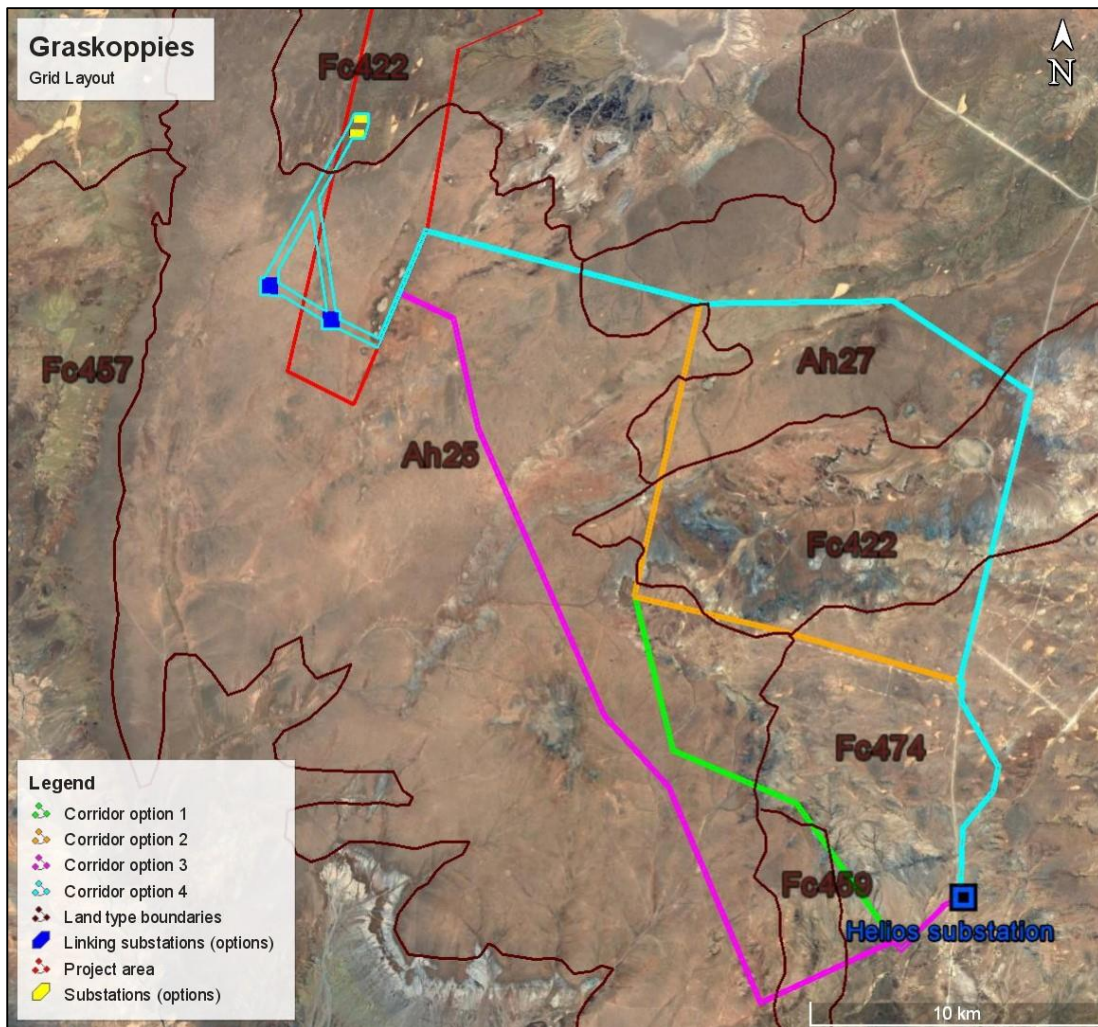 Graskoppies
Grid Layout
Fc422
N
Fc457
Ah27
Ah25
Fc422
Fc474
Legend
Corridor option 1
Corridor option 2
Corridor option 3
Corridor option 4
Land type boundaries
Linking substations (options)
Project area
Substations (options)
Fc459
Helios substation
10 km